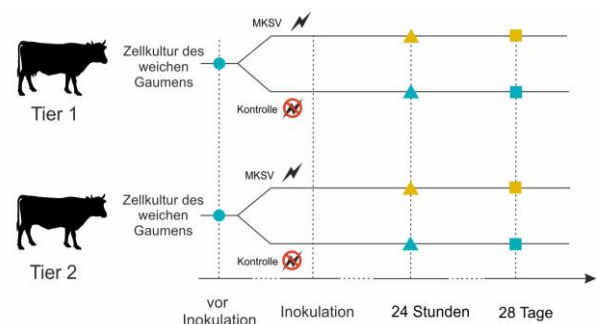 MKSV
Zellkultur des
weichen
Gaumens
Tier 1
Kontrolle
MKSV
Zellkultur des
weichen
Gaumens
Tier 2
Kontrolle
vor
Inokulation
Inokulation
24 Stunden
28 Tage